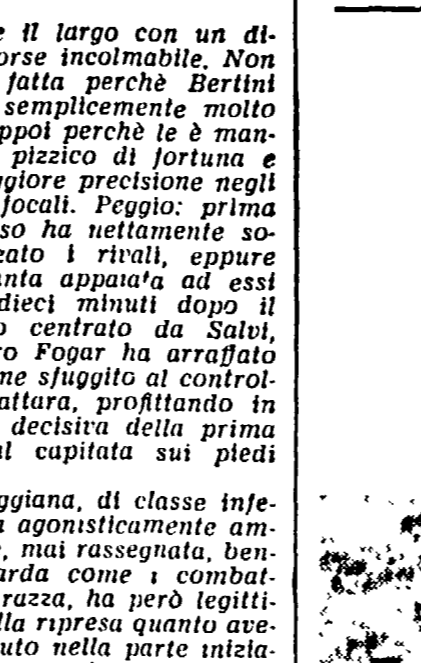 e il largo con un di-
orse incolmabile. Non
fatta perchè Bertini
semplicemente molto
ppoi perchè le è man-
pizzico di fortuna e
ggiore precisione negli
focali. Peggio: prima
so ha nettamente so-
zato i rivali, eppure
nta appaiata ad essi
dieci minuti dopo il
o centrato da Salvi,
ro Fogar ha arraffato
ne sfuggito al control-
attura, profittando in
decisiva della prima
al capitata sui piedi
ggiana, di classe infe-
a agonisticamente am-
, mai rassegnata, ben-
arda come i combat-
razza, ha però legitti-
lla ripresa quanto ave-
uto nella parte inizia-